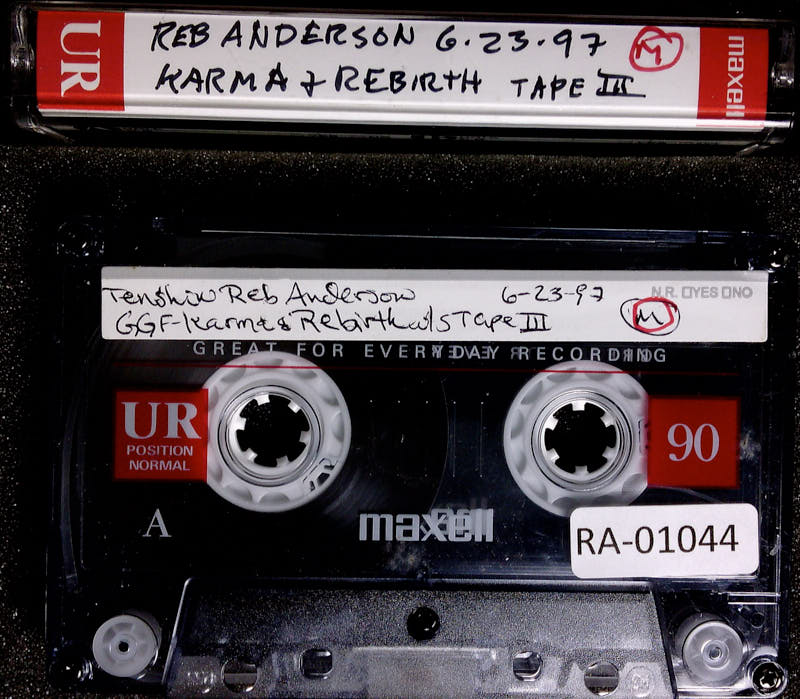 UR
REB ANDERSON 6·23·97 M
KARMA & REBIRTH TAPE III
maxell
Tenshin Reb Anderson 6-23-97
N.R. □YES □NO
GGF-Karma & Rebirth w/s Tape III M
GREAT FOR EVERYDAY RECORDING
UR
POSITION
NORMAL
90
A
maxell
RA-01044